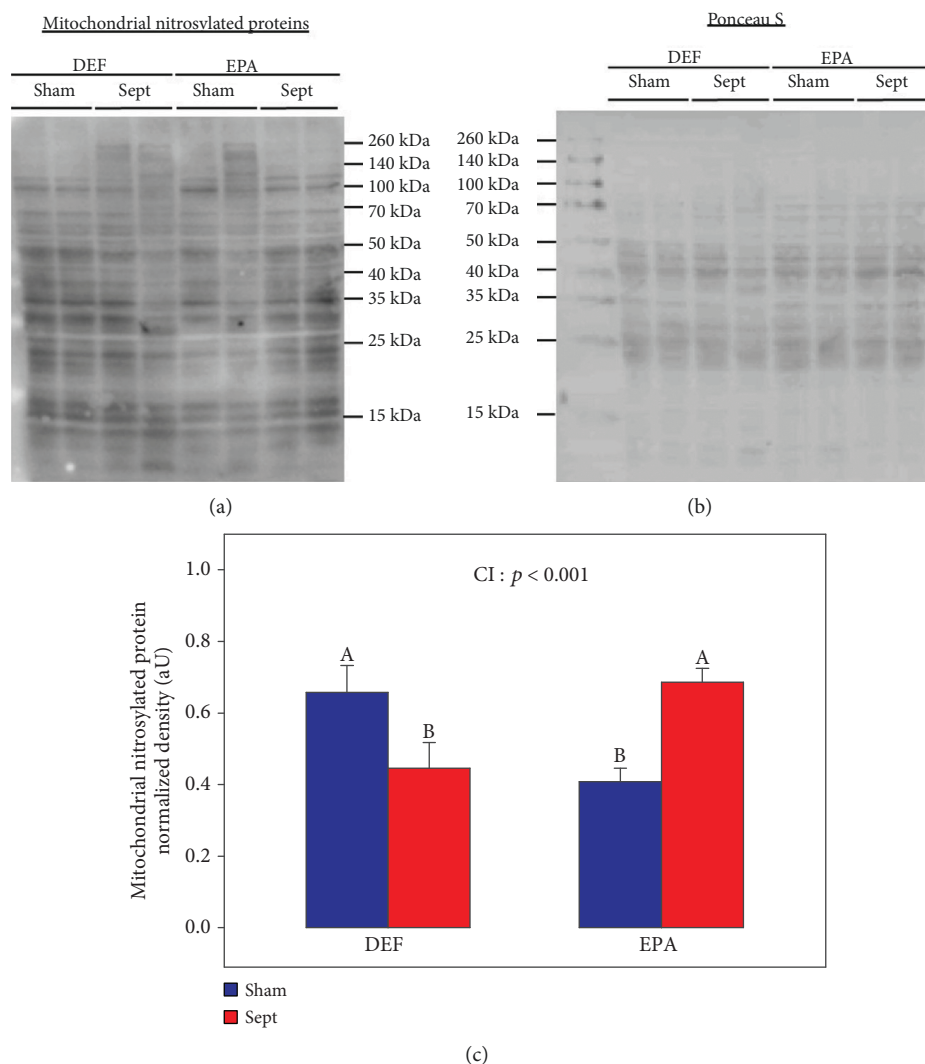 Mitochondrial nitrosvlated proteins
DEF EPA
Sham Sept Sham Sept
260 kDa
140 kDa
100 kDa
70 kDa
50 kDa
40 kDa
35 kDa
25 kDa
15 kDa
(a)
Ponceau S
DEF EPA
Sham Sept Sham Sept
260 kDa
140 kDa
100 kDa
70 kDa
50 kDa
40 kDa
35 kDa
25 kDa
15 kDa
(b)
Mitochondrial nitrosylated protein
normalized density (aU)
1.0
0.8
0.6
0.4
0.2
0.0
CI : p < 0.001
A
B
B
A
DEF EPA
Sham
Sept
(c)